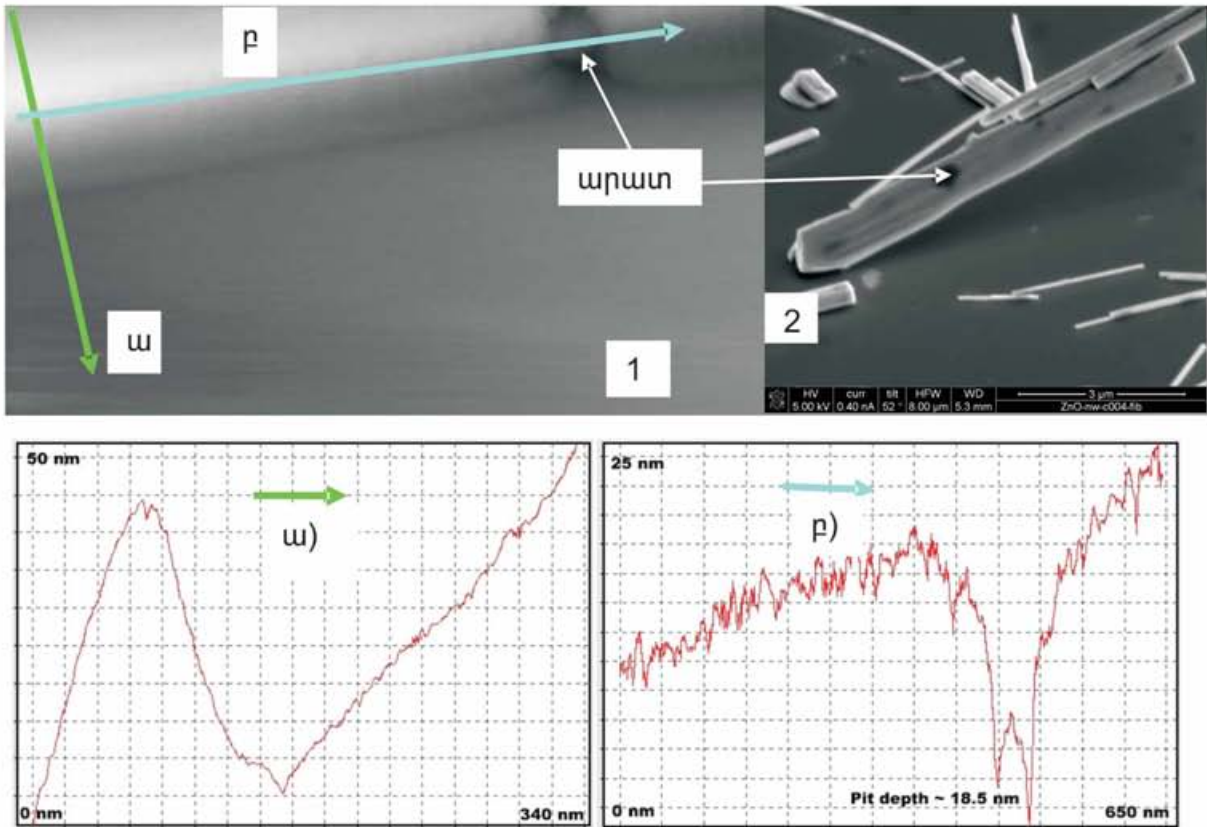 բ
արատ
ա
1
2
HV curr tilt HFW WD 3 μm
5.00 kV 0.40 nA 52 ° 8.00 μm 5.3 mm ZnO-nw-c004-fib
50 nm
ա)
0 nm 340 nm
25 nm
բ)
Pit depth ~ 18.5 nm
0 nm 650 nm